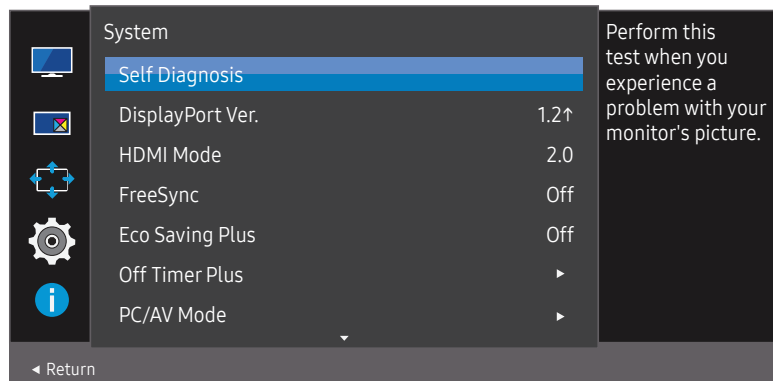 System
Self Diagnosis
DisplayPort Ver. 1.2↑
HDMI Mode 2.0
FreeSync Off
Eco Saving Plus Off
Off Timer Plus ►
PC/AV Mode ►
Perform this
test when you
experience a
problem with your
monitor's picture.
◄ Return